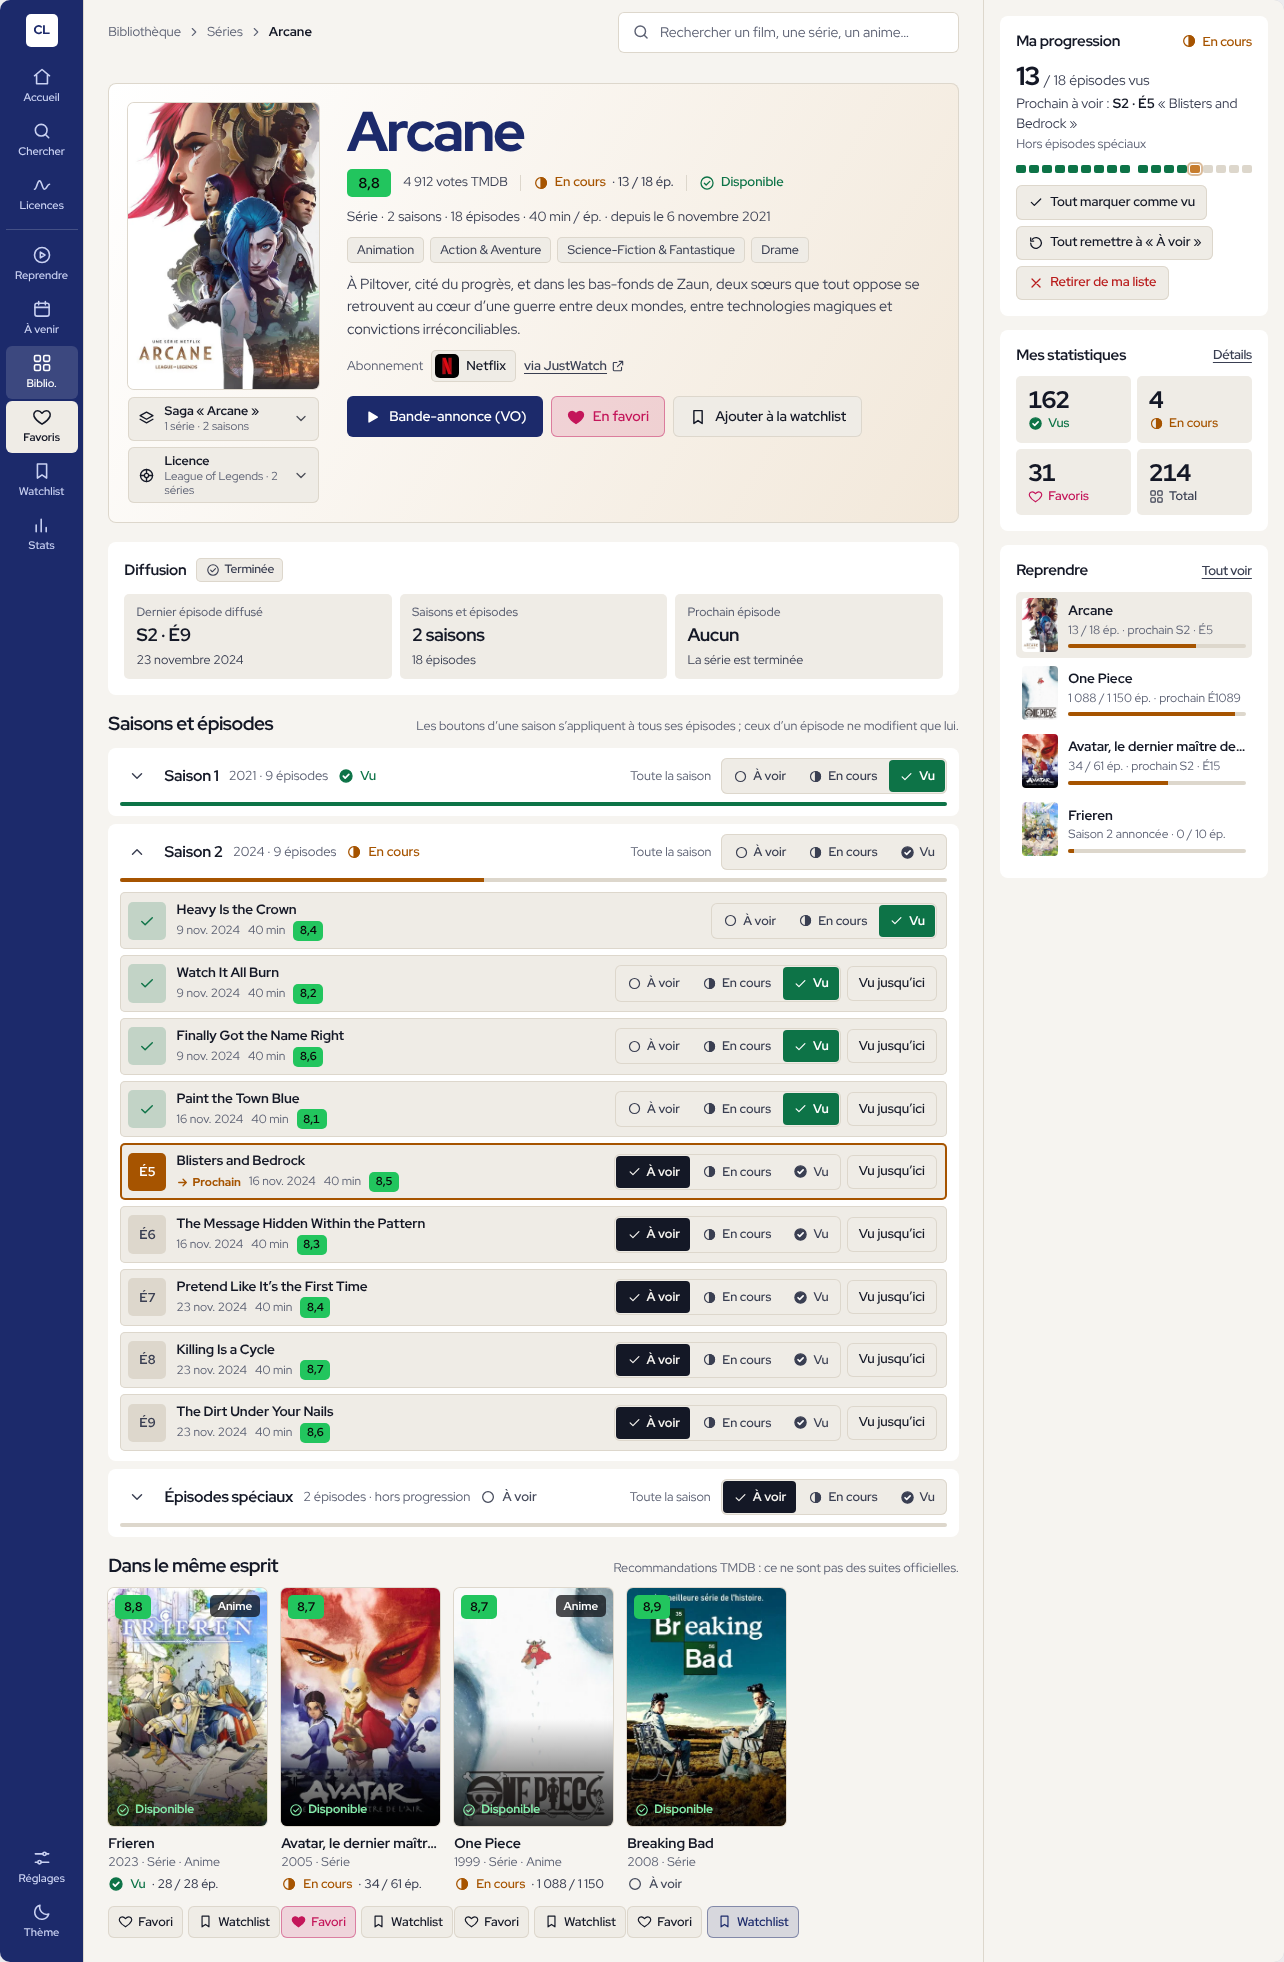 CL
Accueil
Chercher
Licences
Reprendre
À venir
Biblio.
Favoris
Watchlist
Stats
Réglages
Thème
Bibliothèque > Séries > Arcane
Rechercher un film, une série, un anime...
UNE SÉRIE NETFLIX
ARCANE
LEAGUE OF LEGENDS
Saga « Arcane »
1 série · 2 saisons
Licence
League of Legends · 2
séries
Arcane
8,8 4 912 votes TMDB En cours · 13 / 18 ép. Disponible
Série · 2 saisons · 18 épisodes · 40 min / ép. · depuis le 6 novembre 2021
Animation Action & Aventure Science-Fiction & Fantastique Drame
À Piltover, cité du progrès, et dans les bas-fonds de Zaun, deux sœurs que tout oppose se
retrouvent au cœur d’une guerre entre deux mondes, entre technologies magiques et
convictions irréconciliables.
Abonnement Netflix via JustWatch
Bande-annonce (VO) En favori Ajouter à la watchlist
Diffusion Terminée
Dernier épisode diffusé
S2 · É9
23 novembre 2024
Saisons et épisodes
2 saisons
18 épisodes
Prochain épisode
Aucun
La série est terminée
Saisons et épisodes Les boutons d’une saison s’appliquent à tous ses épisodes ; ceux d’un épisode ne modifient que lui.
Saison 1 2021 · 9 épisodes Vu Toute la saison À voir En cours Vu
Saison 2 2024 · 9 épisodes En cours Toute la saison À voir En cours Vu
Heavy Is the Crown
9 nov. 2024 40 min 8,4
À voir En cours Vu
Watch It All Burn
9 nov. 2024 40 min 8,2
À voir En cours Vu Vu jusqu’ici
Finally Got the Name Right
9 nov. 2024 40 min 8,6
À voir En cours Vu Vu jusqu’ici
Paint the Town Blue
16 nov. 2024 40 min 8,1
À voir En cours Vu Vu jusqu’ici
É5
Blisters and Bedrock
→ Prochain 16 nov. 2024 40 min 8,5
À voir En cours Vu Vu jusqu’ici
É6
The Message Hidden Within the Pattern
16 nov. 2024 40 min 8,3
À voir En cours Vu Vu jusqu’ici
É7
Pretend Like It’s the First Time
23 nov. 2024 40 min 8,4
À voir En cours Vu Vu jusqu’ici
É8
Killing Is a Cycle
23 nov. 2024 40 min 8,7
À voir En cours Vu Vu jusqu’ici
É9
The Dirt Under Your Nails
23 nov. 2024 40 min 8,6
À voir En cours Vu Vu jusqu’ici
Épisodes spéciaux 2 épisodes · hors progression À voir Toute la saison À voir En cours Vu
Dans le même esprit Recommandations TMDB : ce ne sont pas des suites officielles.
8,8 Anime
FRIEREN
Disponible
Frieren
2023 · Série · Anime
Vu · 28 / 28 ép.
Favori Watchlist
8,7
AVATAR
Disponible
Avatar, le dernier maîtr...
2005 · Série
En cours · 34 / 61 ép.
Favori Watchlist
8,7 Anime
ONE PIECE
Disponible
One Piece
1999 · Série · Anime
En cours · 1 088 / 1 150
Favori Watchlist
8,9
meilleure série de l'histoire.
Breaking
Bad
Disponible
Breaking Bad
2008 · Série
À voir
Favori Watchlist
Ma progression En cours
13 / 18 épisodes vus
Prochain à voir : S2 · É5 « Blisters and
Bedrock »
Hors épisodes spéciaux
Tout marquer comme vu
Tout remettre à « À voir »
Retirer de ma liste
Mes statistiques Détails
162
Vus
4
En cours
31
Favoris
214
Total
Reprendre Tout voir
Arcane
13 / 18 ép. · prochain S2 · É5
One Piece
1 088 / 1 150 ép. · prochain É1089
Avatar, le dernier maître de...
34 / 61 ép. · prochain S2 · É15
Frieren
Saison 2 annoncée · 0 / 10 ép.